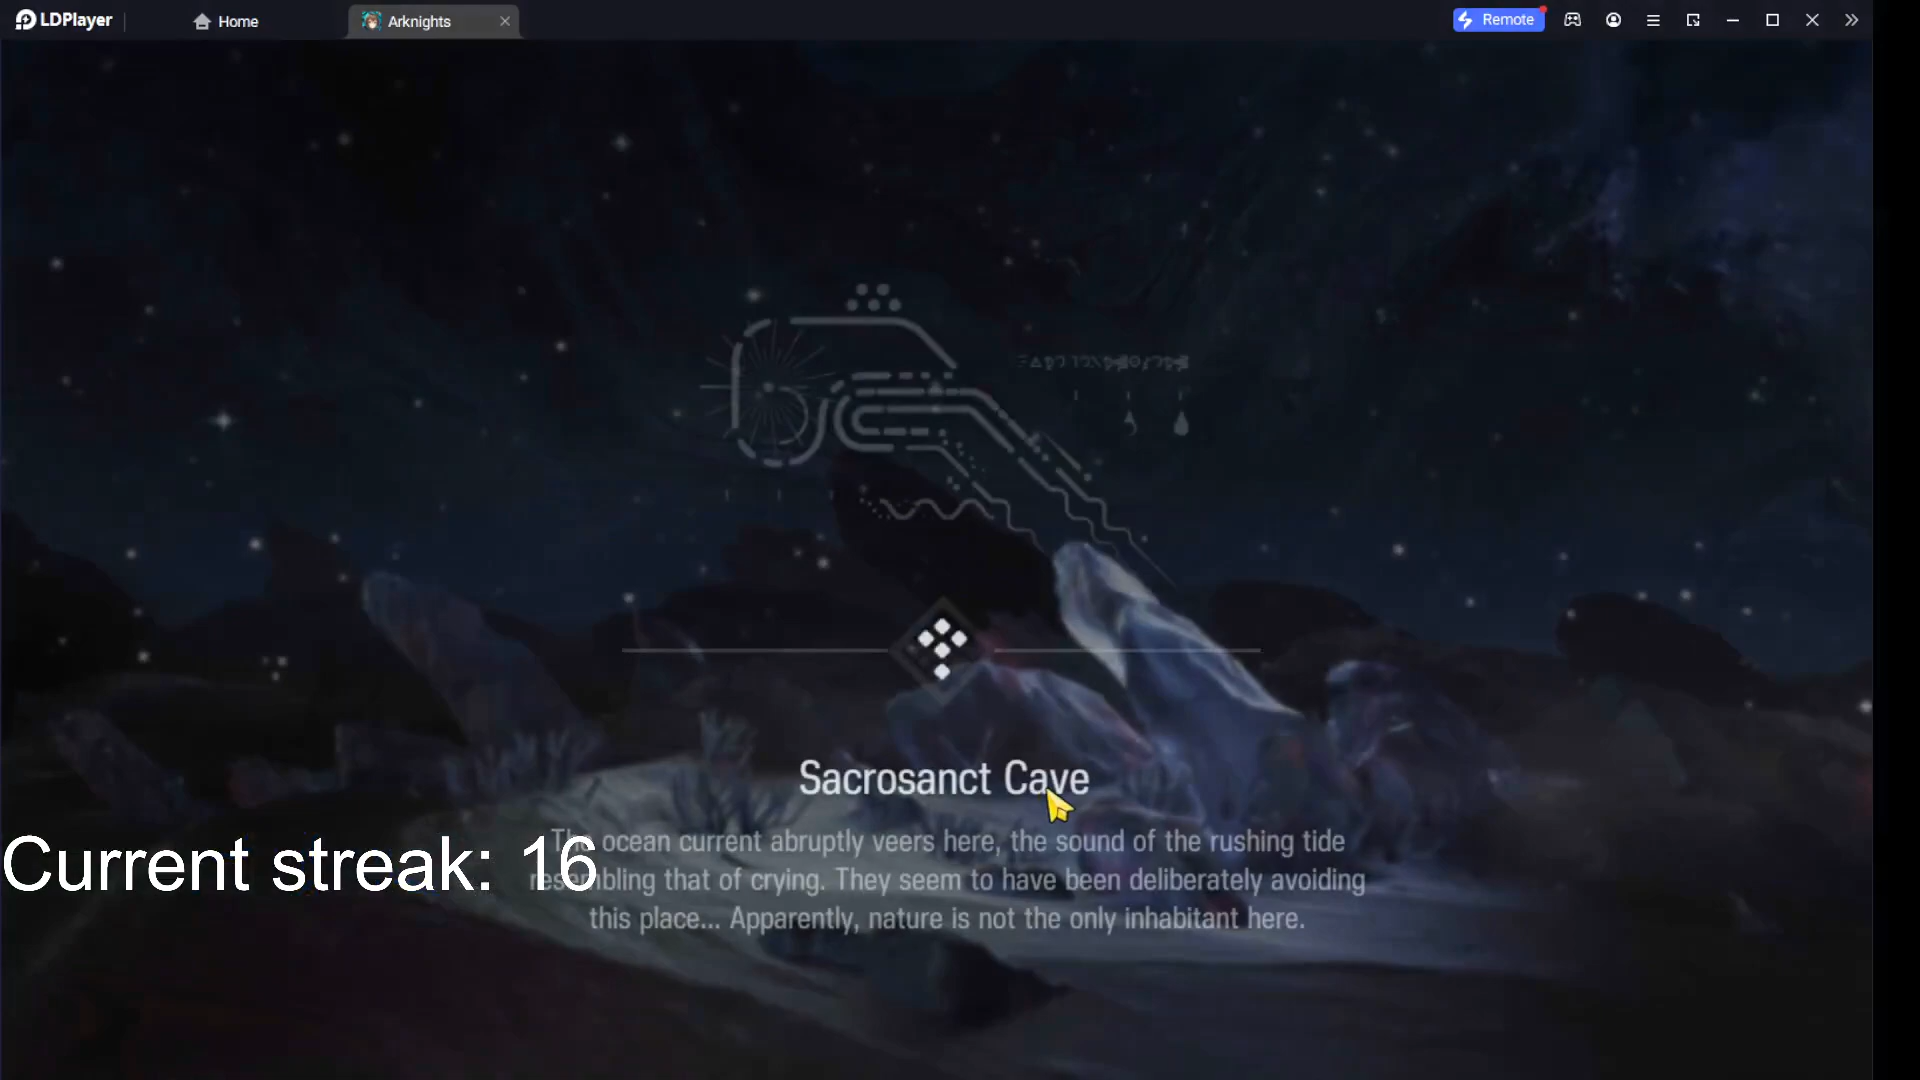 LDPlayer
Home
Arknights
Remote
Sacrosanct Cave
The ocean current abruptly veers here, the sound of the rushing tide
resembling that of crying. They seem to have been deliberately avoiding
this place... Apparently, nature is not the only inhabitant here.
Current streak: 16